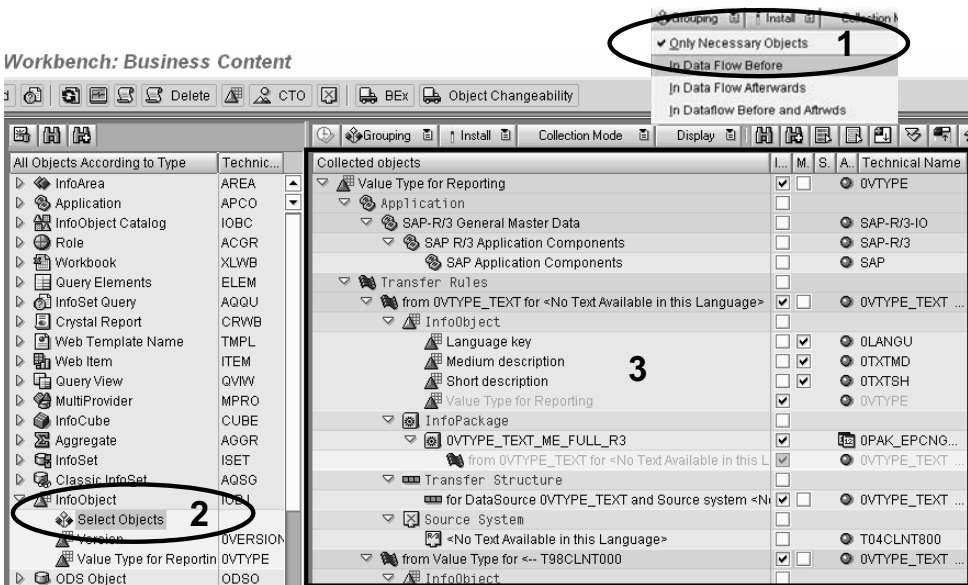 Grouping Install Collection M
✔ Only Necessary Objects 1
In Data Flow Before
In Data Flow Afterwards
In Dataflow Before and Aftrwds
Workbench: Business Content
d Delete CTO BEx Object Changeability
Grouping Install Collection Mode Display
All Objects According to Type Technic... Collected objects I... M. S. A.. Technical Name
InfoArea AREA Value Type for Reporting 0VTYPE
Application APCO Application
InfoObject Catalog IOBC SAP-R/3 General Master Data SAP-R/3-IO
Role ACGR SAP R/3 Application Components SAP-R/3
Workbook XLWB SAP Application Components SAP
Query Elements ELEM Transfer Rules
InfoSet Query AQQU from 0VTYPE_TEXT for <No Text Available in this Language> 0VTYPE_TEXT ...
Crystal Report CRWB InfoObject
Web Template Name TMPL Language key 0LANGU
Web Item ITEM Medium description 0TXTMD
Query View QVIW Short description 3 0TXTSH
MultiProvider MPRO Value Type for Reporting 0VTYPE
InfoCube CUBE InfoPackage
Aggregate AGGR 0VTYPE_TEXT_ME_FULL_R3 0PAK_EPCNG...
InfoSet ISET from 0VTYPE_TEXT for <No Text Available in this L 0VTYPE_TEXT ...
Classic InfoSet AQSG Transfer Structure
InfoObject IOBJ for DataSource 0VTYPE_TEXT and Source system <N 0VTYPE_TEXT ...
Select Objects 2 Source System
Version 0VERSION <No Text Available in this Language> T04CLNT800
Value Type for Reportin 0VTYPE from Value Type for <-- T98CLNT000 0VTYPE_TEXT ...
ODS Object ODSO InfoObject